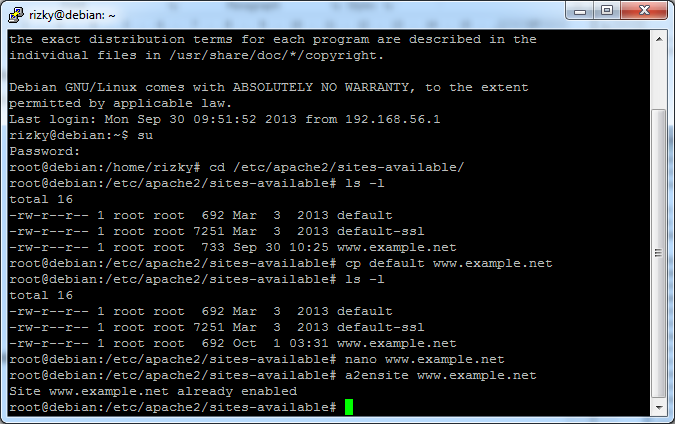 rizky@debian: ~
the exact distribution terms for each program are described in the
individual files in /usr/share/doc/*/copyright.
Debian GNU/Linux comes with ABSOLUTELY NO WARRANTY, to the extent
permitted by applicable law.
Last login: Mon Sep 30 09:51:52 2013 from 192.168.56.1
rizky@debian:~$ su
Password:
root@debian:/home/rizky# cd /etc/apache2/sites-available/
root@debian:/etc/apache2/sites-available# ls -l
total 16
-rw-r--r-- 1 root root  692 Mar  3  2013 default
-rw-r--r-- 1 root root 7251 Mar  3  2013 default-ssl
-rw-r--r-- 1 root root  733 Sep 30 10:25 www.example.net
root@debian:/etc/apache2/sites-available# cp default www.example.net
root@debian:/etc/apache2/sites-available# ls -l
total 16
-rw-r--r-- 1 root root  692 Mar  3  2013 default
-rw-r--r-- 1 root root 7251 Mar  3  2013 default-ssl
-rw-r--r-- 1 root root  692 Oct  1 03:31 www.example.net
root@debian:/etc/apache2/sites-available# nano www.example.net
root@debian:/etc/apache2/sites-available# a2ensite www.example.net
Site www.example.net already enabled
root@debian:/etc/apache2/sites-available#